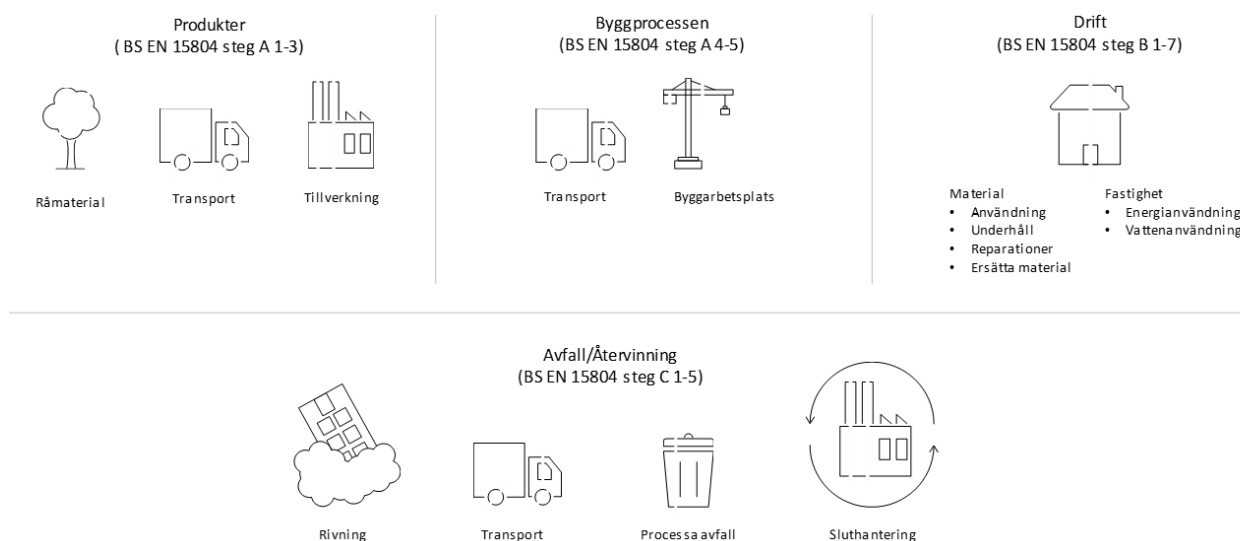 Produkter
( BS EN 15804 steg A 1-3)
Råmaterial
Transport
Tillverkning
Byggprocessen
(BS EN 15804 steg A 4-5)
Transport
Byggarbetsplats
Drift
(BS EN 15804 steg B 1-7)
Material
• Användning
• Underhåll
• Reparationer
• Ersätta material
Fastighet
• Energianvändning
• Vattenanvändning
Avfall/Återvinning
(BS EN 15804 steg C 1-5)
Rivning
Transport
Processa avfall
Sluthantering